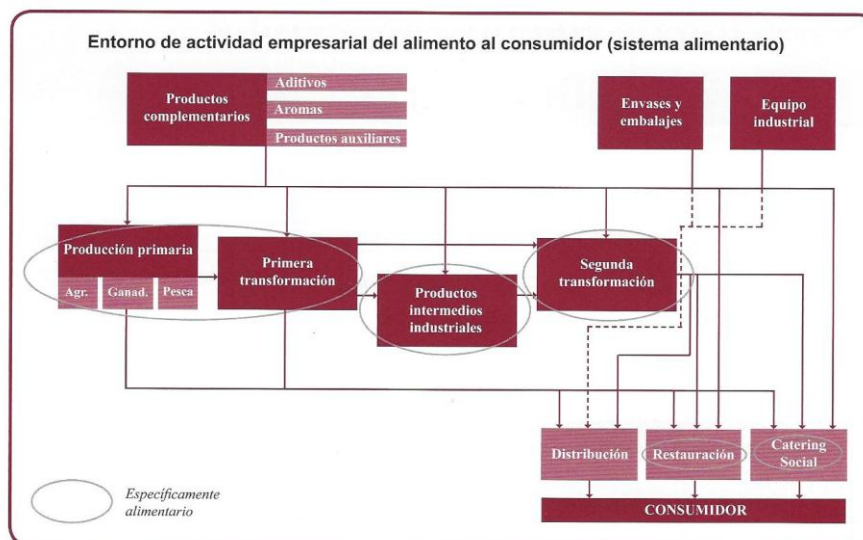 Entorno de actividad empresarial del alimento al consumidor (sistema alimentario)
Productos
complementarios
Aditivos
Aromas
Productos auxiliares
Envases y
embalajes
Equipo
industrial
Producción primaria
Agr.
Ganad.
Pesca
Primera
transformación
Productos
intermedios
industriales
Segunda
transformación
Distribución
Restauración
Catering
Social
Específicamente
alimentario
CONSUMIDOR